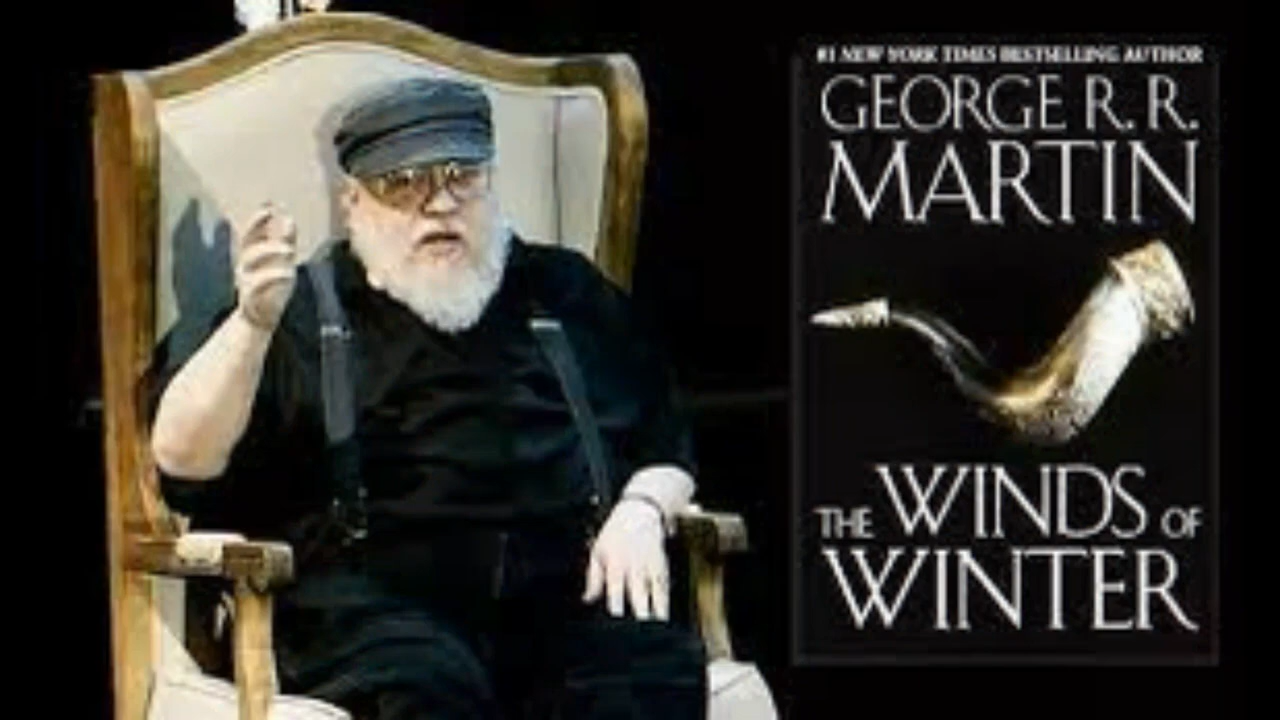 #1 NEW YORK TIMES BESTSELLING AUTHOR
GEORGE R. R.
MARTIN
THE WINDS OF
WINTER